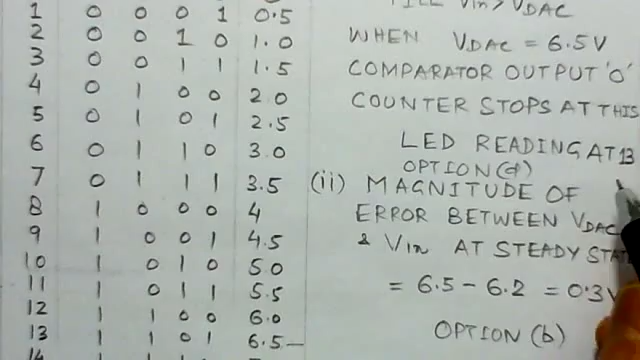 1 0 0 0 1 0.5
2 0 0 1 0 1.0
3 0 0 1 1 1.5
4 0 1 0 0 2.0
5 0 1 0 1 2.5
6 0 1 1 0 3.0
7 0 1 1 1 3.5
8 1 0 0 0 4
9 1 0 0 1 4.5
10 1 0 1 0 5.0
11 1 0 1 1 5.5
12 1 1 0 0 6.0
13 1 1 0 1 6.5—
14
TILL Vin > VDAC
WHEN VDAC = 6.5V
COMPARATOR OUTPUT '0'
COUNTER STOPS AT THIS
LED READING AT 13
OPTION (d)
(ii) MAGNITUDE OF
ERROR BETWEEN VDAC
& Vin AT STEADY STAT
= 6.5 - 6.2 = 0.3V
OPTION (b)